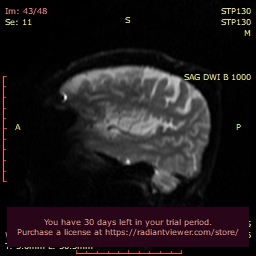 Im: 43/48
Se: 11
S
STP130
STP130
M
SAG DWI B 1000
A
P
You have 30 days left in your trial period.
Purchase a license at https://radiantviewer.com/store/